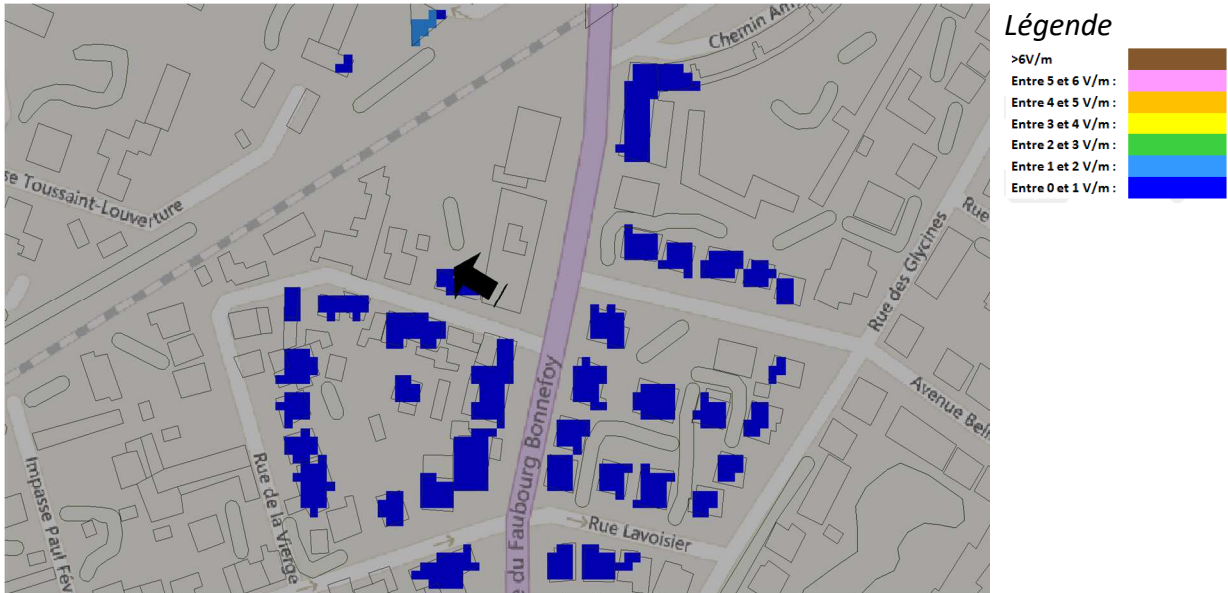 Légende
>6V/m
Entre 5 et 6 V/m :
Entre 4 et 5 V/m :
Entre 3 et 4 V/m :
Entre 2 et 3 V/m :
Entre 1 et 2 V/m :
Entre 0 et 1 V/m :
Chemin
se Toussaint-Louverture
Rue des Glycines
Rue
Avenue
du Faubourg Bonnefoy
Rue de la Vierge
Impasse Paul Fév
Rue Lavoisier